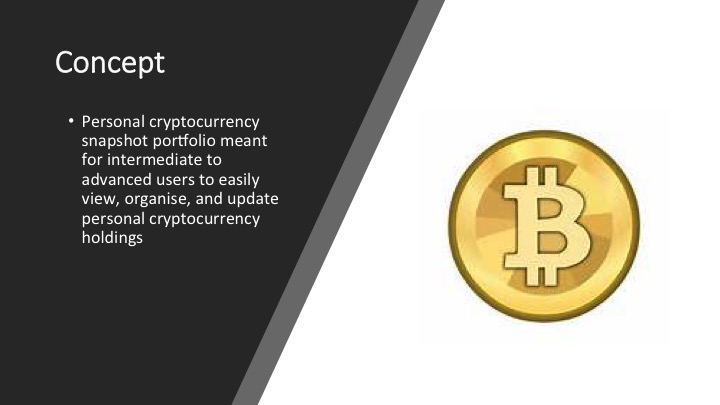 Concept
• Personal cryptocurrency
snapshot portfolio meant
for intermediate to
advanced users to easily
view, organise, and update
personal cryptocurrency
holdings